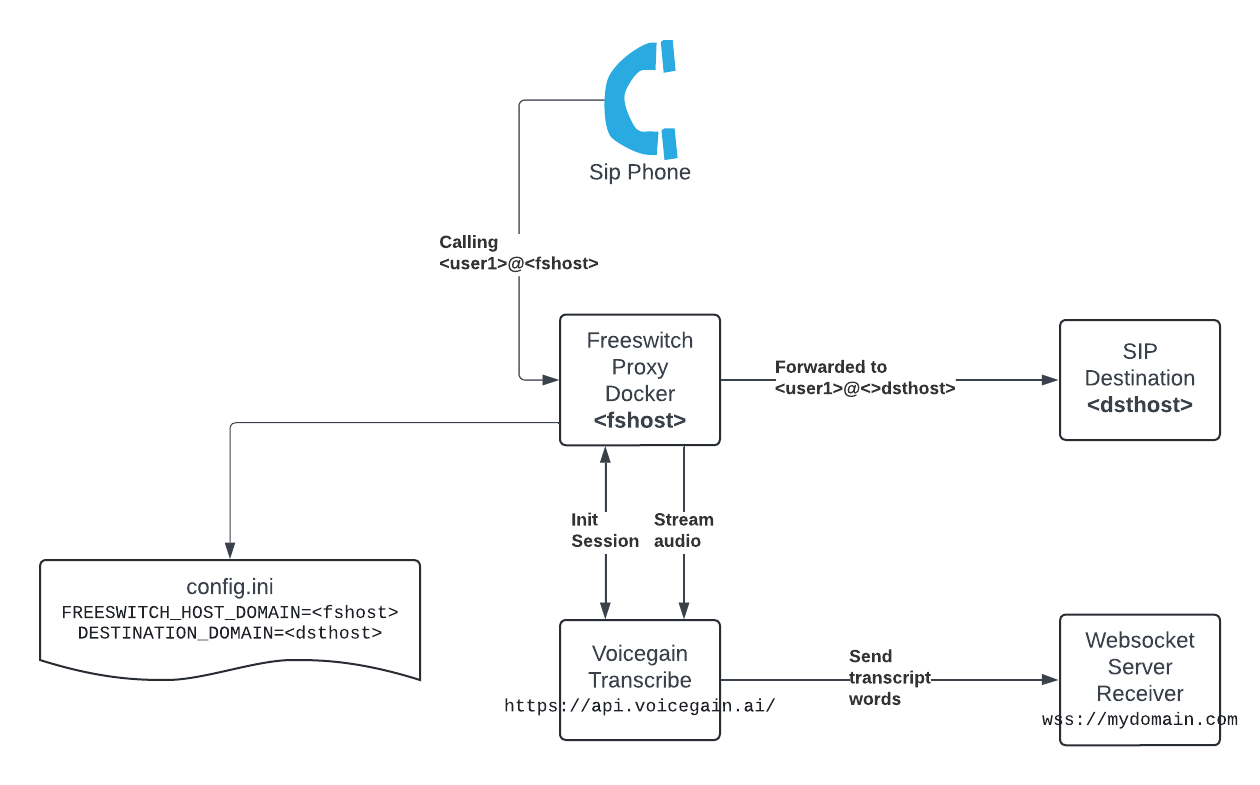 Sip Phone
Calling
<user1>@<fshost>
Freeswitch
Proxy
Docker
<fshost>
Forwarded to
<user1>@<>dsthost>
SIP
Destination
<dsthost>
Init
Session
Stream
audio
config.ini
FREESWITCH_HOST_DOMAIN=<fshost>
DESTINATION_DOMAIN=<dsthost>
Voicegain
Transcribe
https://api.voicegain.ai/
Send
transcript
words
Websocket
Server
Receiver
wss://mydomain.com